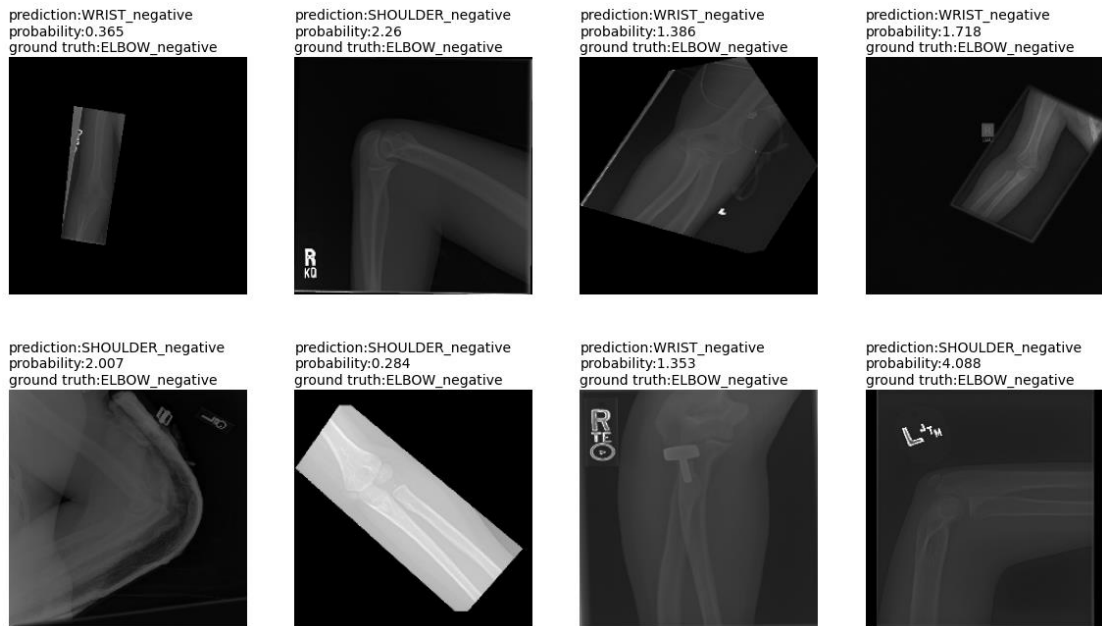 prediction:WRIST_negative
probability:0.365
ground truth:ELBOW_negative
prediction:SHOULDER_negative
probability:2.26
ground truth:ELBOW_negative
prediction:WRIST_negative
probability:1.386
ground truth:ELBOW_negative
prediction:WRIST_negative
probability:1.718
ground truth:ELBOW_negative
R
KQ
prediction:SHOULDER_negative
probability:2.007
ground truth:ELBOW_negative
prediction:SHOULDER_negative
probability:0.284
ground truth:ELBOW_negative
prediction:WRIST_negative
probability:1.353
ground truth:ELBOW_negative
prediction:SHOULDER_negative
probability:4.088
ground truth:ELBOW_negative
R
TE
L JTM